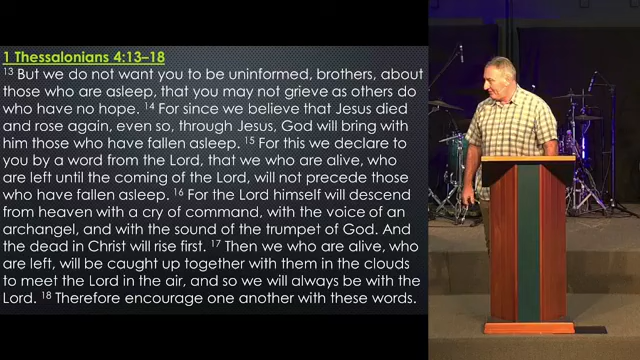 1 Thessalonians 4:13–18
13 But we do not want you to be uninformed, brothers, about
those who are asleep, that you may not grieve as others do
who have no hope. 14 For since we believe that Jesus died
and rose again, even so, through Jesus, God will bring with
him those who have fallen asleep. 15 For this we declare to
you by a word from the Lord, that we who are alive, who
are left until the coming of the Lord, will not precede those
who have fallen asleep. 16 For the Lord himself will descend
from heaven with a cry of command, with the voice of an
archangel, and with the sound of the trumpet of God. And
the dead in Christ will rise first. 17 Then we who are alive, who
are left, will be caught up together with them in the clouds
to meet the Lord in the air, and so we will always be with the
Lord. 18 Therefore encourage one another with these words.